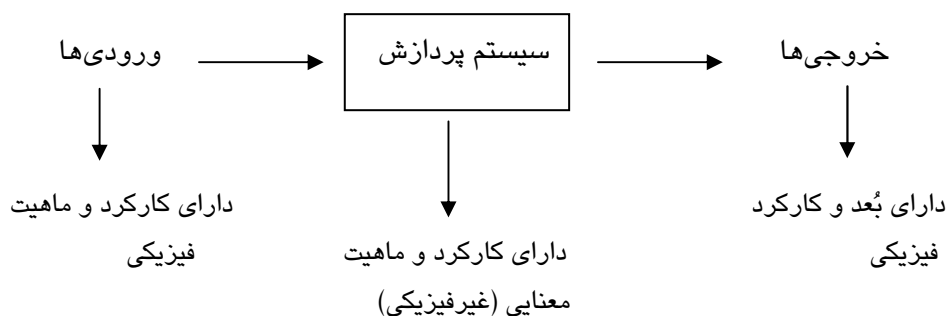 ورودی‌ها
سیستم پردازش
خروجی‌ها
دارای کارکرد و ماهیت
فیزیکی
دارای کارکرد و ماهیت
معنایی (غیرفیزیکی)
دارای بُعد و کارکرد
فیزیکی